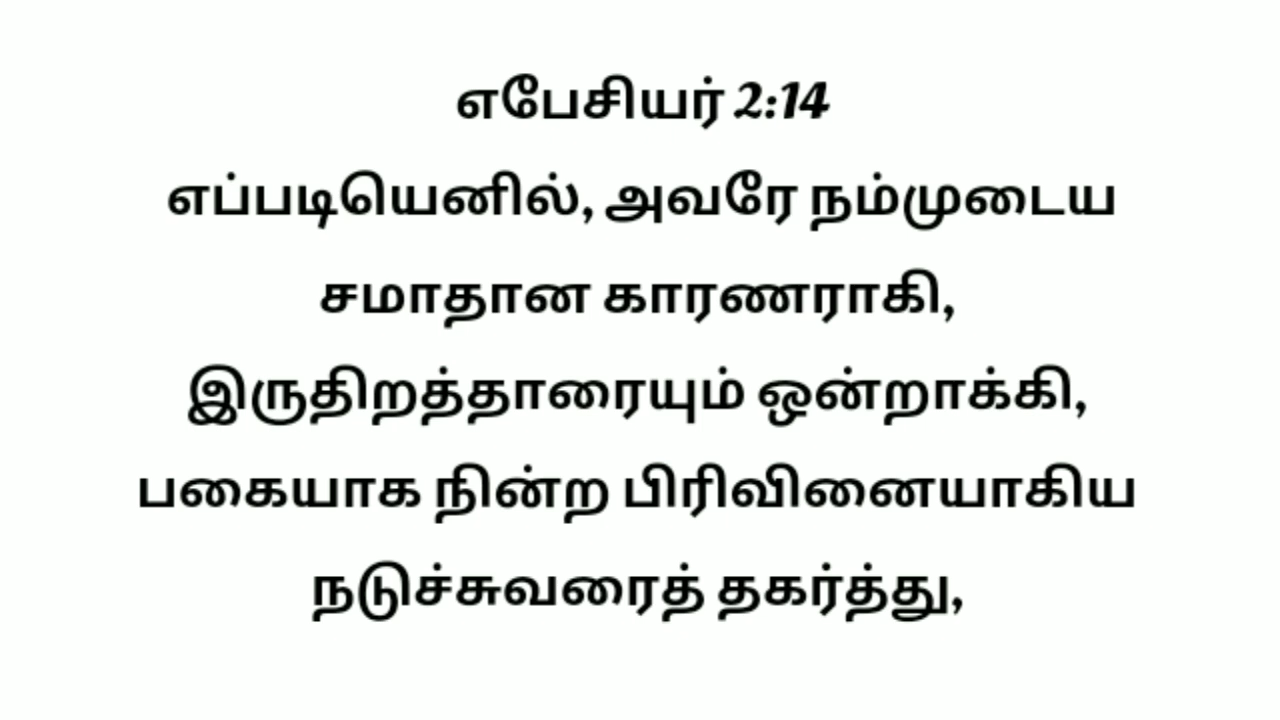 எபேசியர் 2:14
எப்படியெனில், அவரே நம்முடைய
சமாதான காரணராகி,
இருதிறத்தாரையும் ஒன்றாக்கி,
பகையாக நின்ற பிரிவினையாகிய
நடுச்சுவரைத் தகர்த்து,